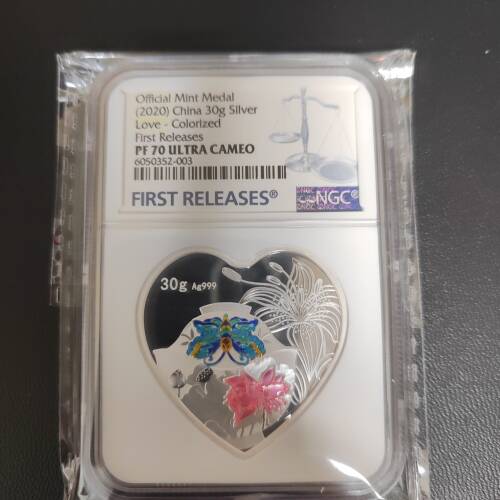 Official Mint Medal
(2020) China 30g Silver
Love - Colorized
First Releases
PF 70 ULTRA CAMEO
6050352-003
FIRST RELEASES®
NGC®
30g Ag999